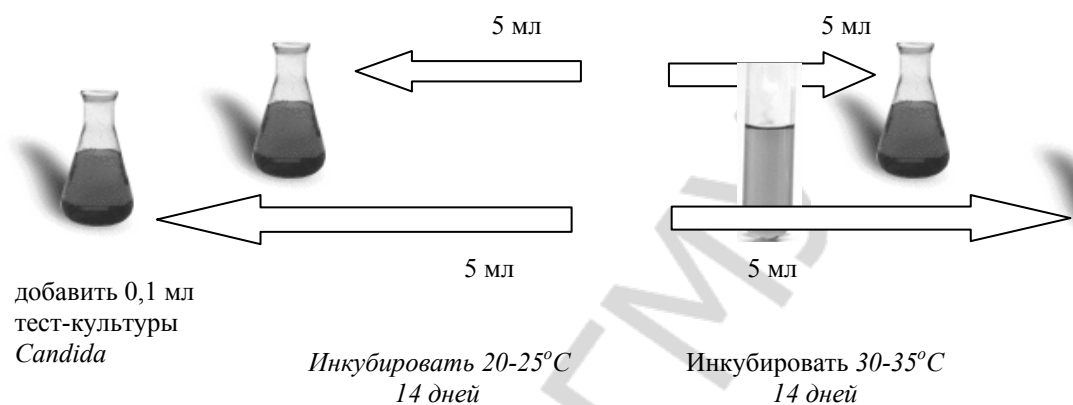 5 мл
5 мл
5 мл
5 мл
добавить 0,1 мл
тест-культуры
Candida
Инкубировать 20-25°С
14 дней
Инкубировать 30-35°С
14 дней
ГМУ